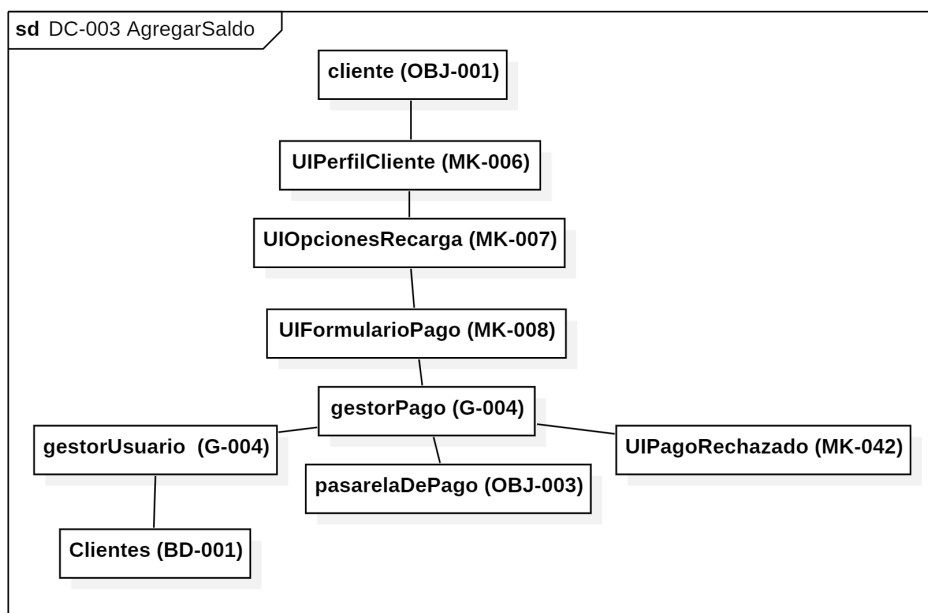 sd DC-003 AgregarSaldo
cliente (OBJ-001)
UIPerfilCliente (MK-006)
UIOpcionesRecarga (MK-007)
UIFormularioPago (MK-008)
gestorPago (G-004)
gestorUsuario (G-004)
UIPagoRechazado (MK-042)
pasarelaDePago (OBJ-003)
Clientes (BD-001)